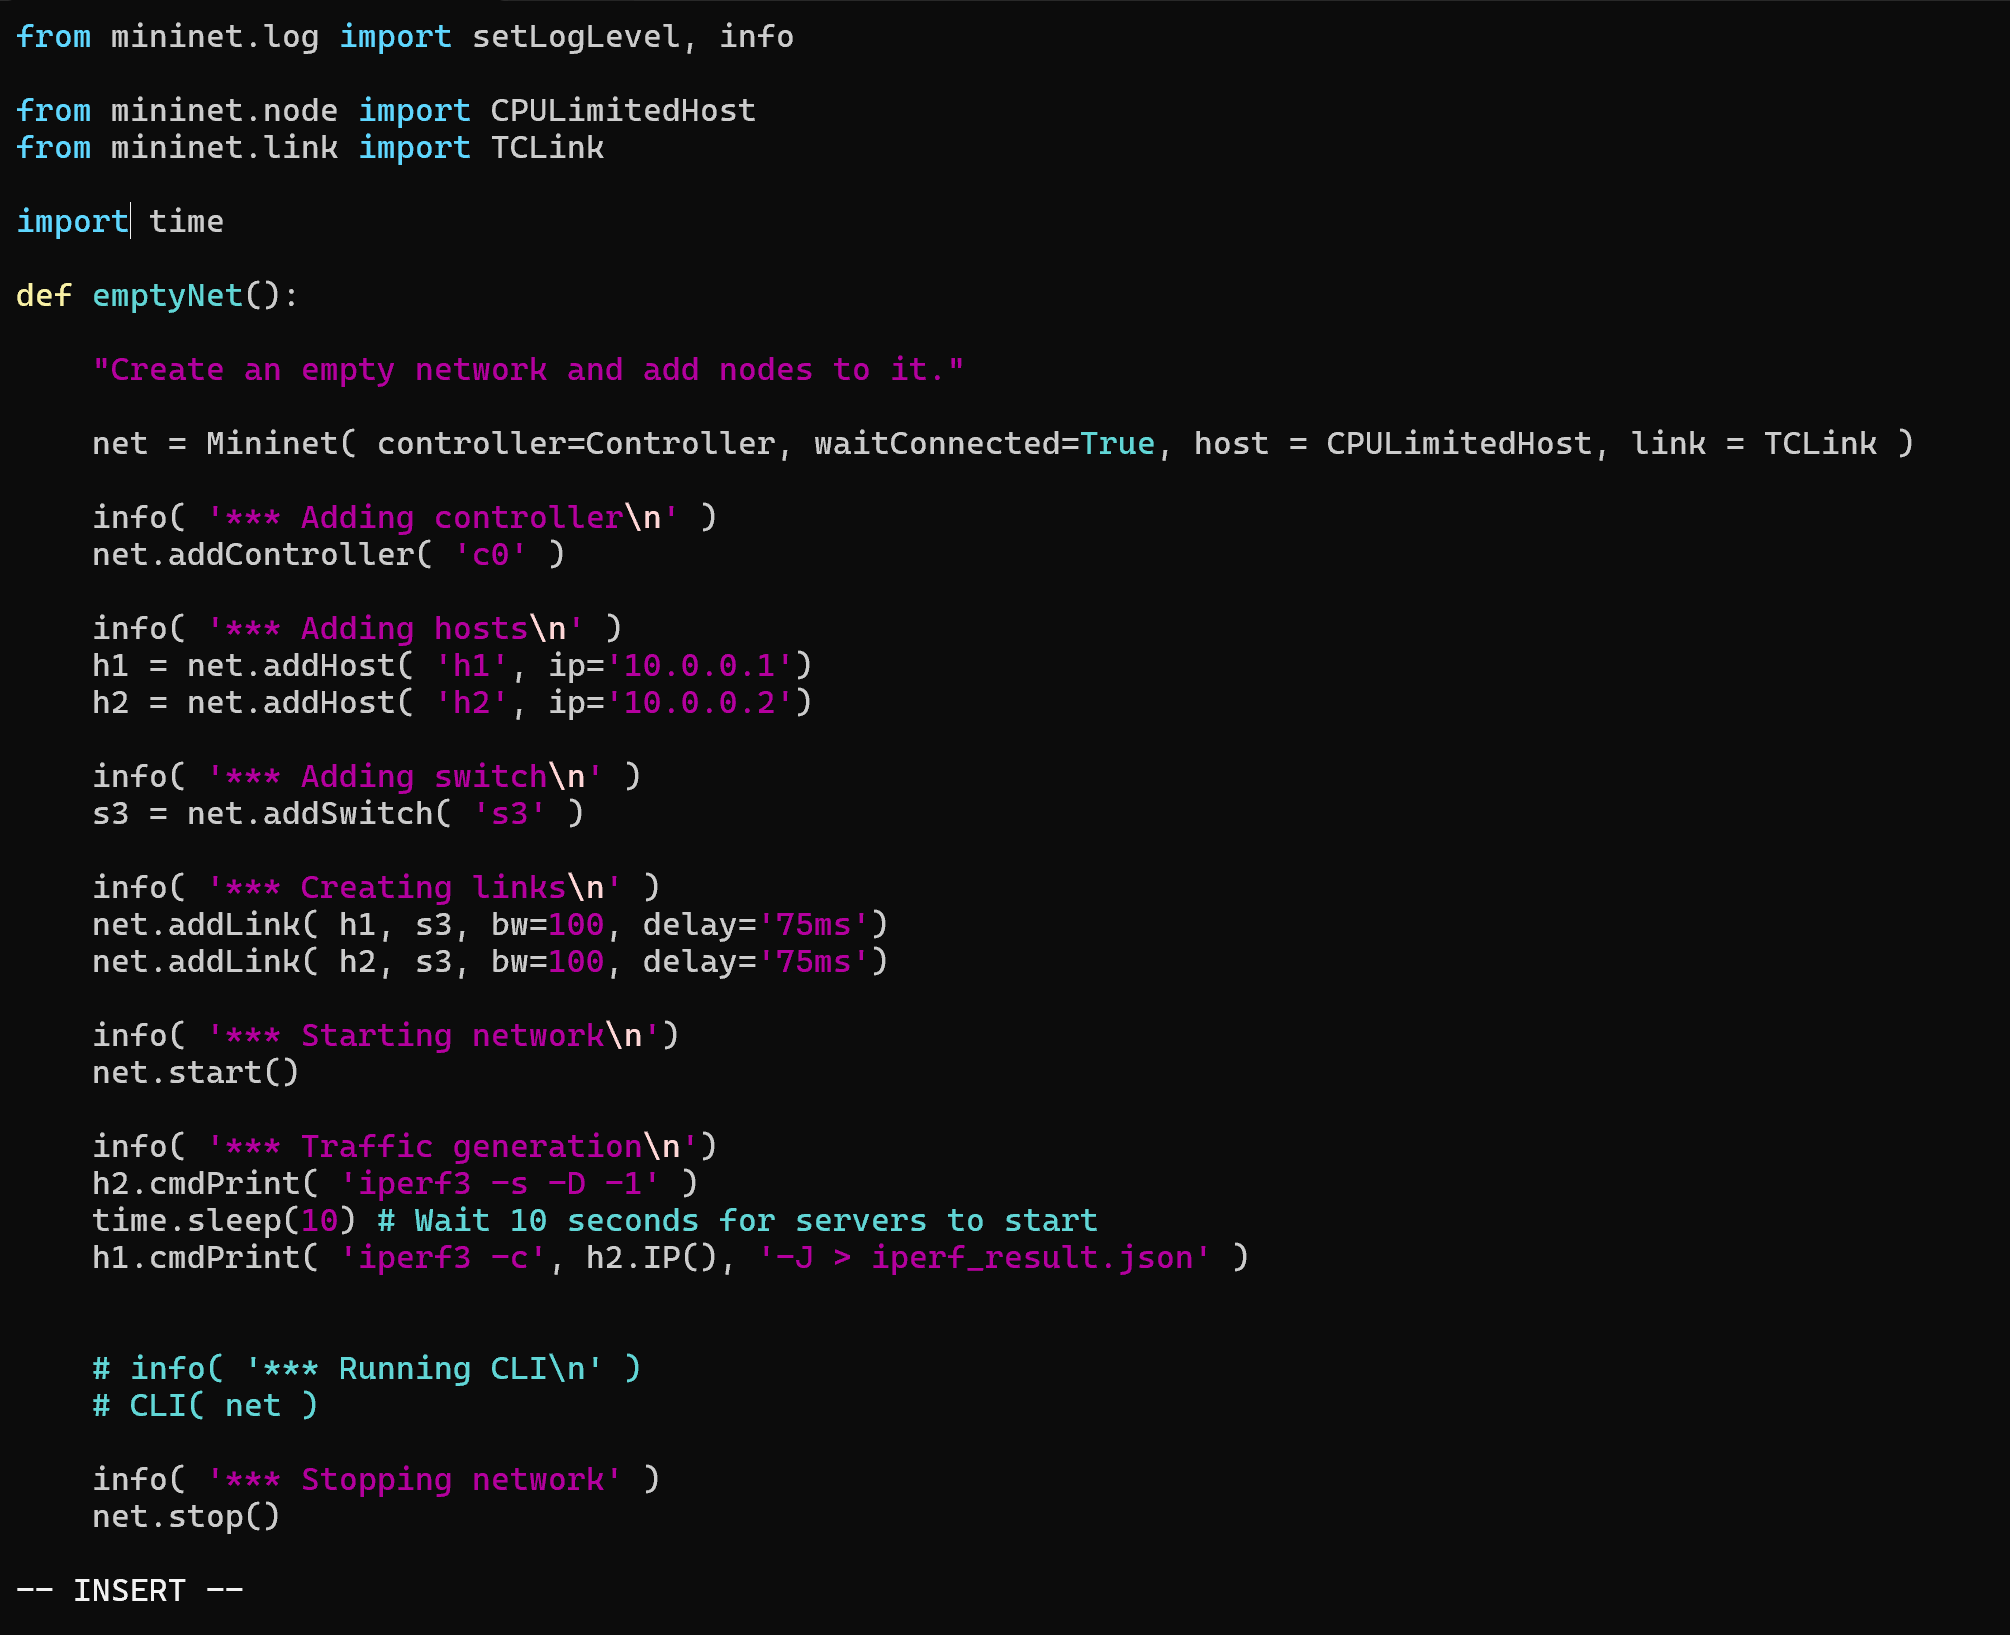 from mininet.log import setLogLevel, info
from mininet.node import CPULimitedHost
from mininet.link import TCLink
import time
def emptyNet():
"Create an empty network and add nodes to it."
net = Mininet( controller=Controller, waitConnected=True, host = CPULimitedHost, link = TCLink )
info( '*** Adding controller\n' )
net.addController( 'c0' )
info( '*** Adding hosts\n' )
h1 = net.addHost( 'h1', ip='10.0.0.1')
h2 = net.addHost( 'h2', ip='10.0.0.2')
info( '*** Adding switch\n' )
s3 = net.addSwitch( 's3' )
info( '*** Creating links\n' )
net.addLink( h1, s3, bw=100, delay='75ms')
net.addLink( h2, s3, bw=100, delay='75ms')
info( '*** Starting network\n')
net.start()
info( '*** Traffic generation\n')
h2.cmdPrint( 'iperf3 -s -D -1' )
time.sleep(10) # Wait 10 seconds for servers to start
h1.cmdPrint( 'iperf3 -c', h2.IP(), '-J > iperf_result.json' )
# info( '*** Running CLI\n' )
# CLI( net )
info( '*** Stopping network' )
net.stop()
-- INSERT --